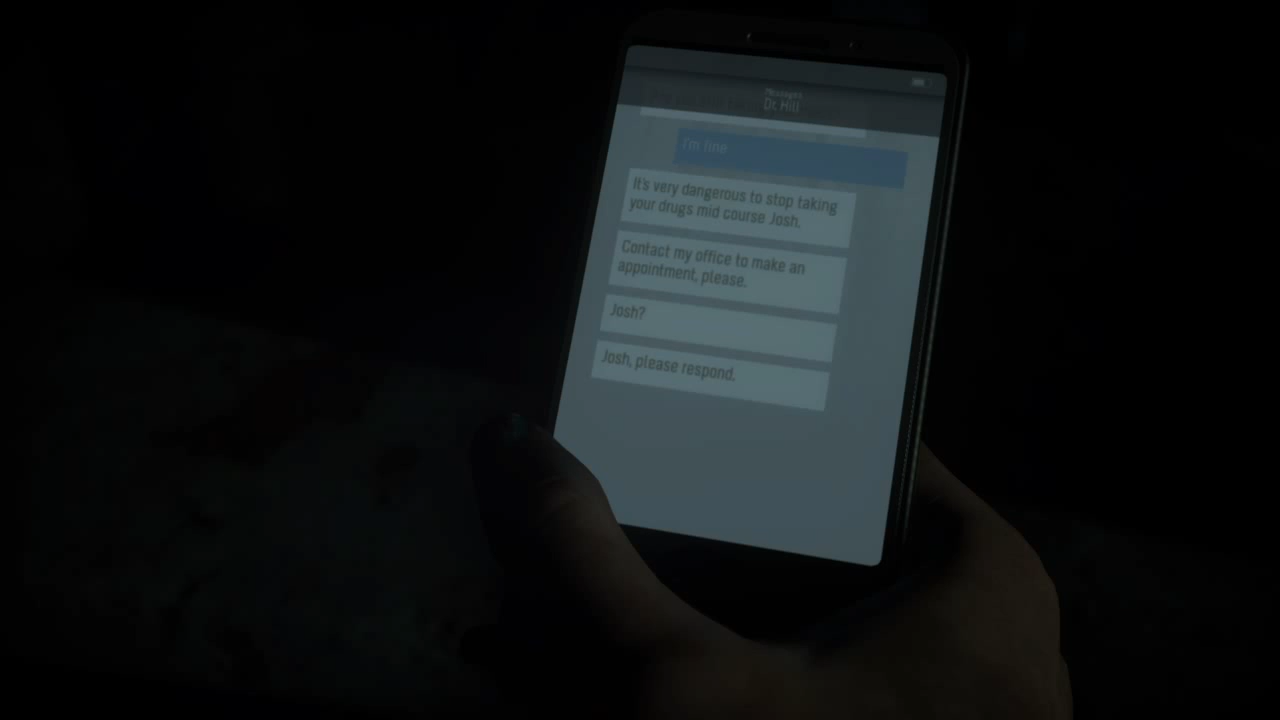 Messages
Dr. Hill
I'm fine
It's very dangerous to stop taking
your drugs mid course Josh.
Contact my office to make an
appointment, please.
Josh?
Josh, please respond.